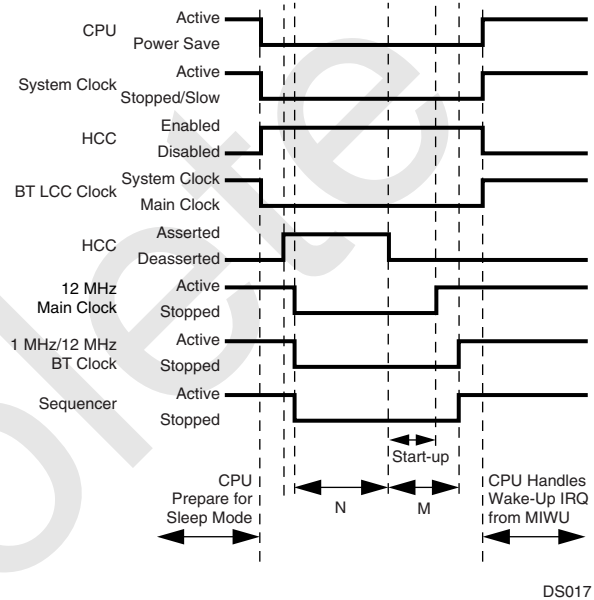 CPU
Active
Power Save
System Clock
Active
Stopped/Slow
HCC
Enabled
Disabled
BT LCC Clock
System Clock
Main Clock
HCC
Asserted
Deasserted
12 MHz
Main Clock
Active
Stopped
1 MHz/12 MHz
BT Clock
Active
Stopped
Sequencer
Active
Stopped
Start-up
CPU
Prepare for
Sleep Mode
N
M
CPU Handles
Wake-Up IRQ
from MIWU
DS017